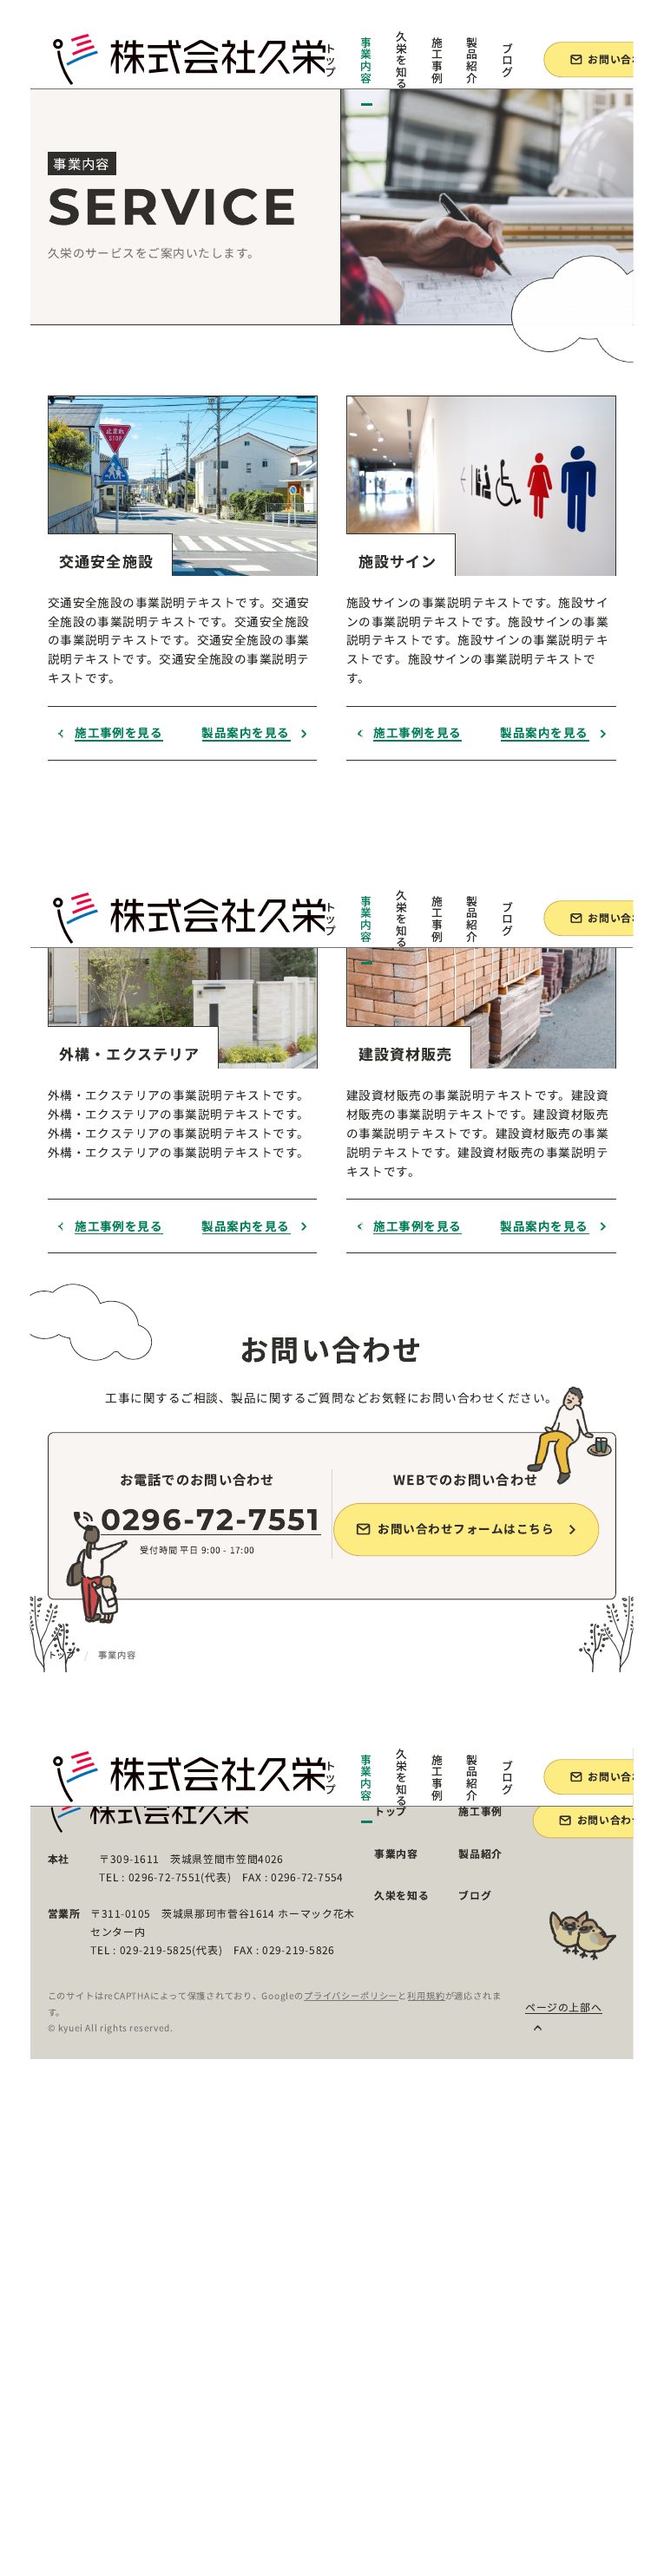 株式会社久栄
トップ
事業内容
久栄を知る
施工事例
製品紹介
ブログ
お問い合わ
事業内容
SERVICE
久栄のサービスをご案内いたします。
止まれ
STOP
交通安全施設
交通安全施設の事業説明テキストです。交通安
全施設の事業説明テキストです。交通安全施設
の事業説明テキストです。交通安全施設の事業
説明テキストです。交通安全施設の事業説明テ
キストです。
施工事例を見る
製品案内を見る
施設サイン
施設サインの事業説明テキストです。施設サイ
ンの事業説明テキストです。施設サインの事業
説明テキストです。施設サインの事業説明テキ
ストです。施設サインの事業説明テキストで
す。
施工事例を見る
製品案内を見る
株式会社久栄
トップ
事業内容
久栄を知る
施工事例
製品紹介
ブログ
お問い合わ
外構・エクステリア
外構・エクステリアの事業説明テキストです。
外構・エクステリアの事業説明テキストです。
外構・エクステリアの事業説明テキストです。
外構・エクステリアの事業説明テキストです。
施工事例を見る
製品案内を見る
建設資材販売
建設資材販売の事業説明テキストです。建設資
材販売の事業説明テキストです。建設資材販売
の事業説明テキストです。建設資材販売の事業
説明テキストです。建設資材販売の事業説明テ
キストです。
施工事例を見る
製品案内を見る
お問い合わせ
工事に関するご相談、製品に関するご質問などお気軽にお問い合わせください。
お電話でのお問い合わせ
0296-72-7551
受付時間 平日 9:00 - 17:00
WEBでのお問い合わせ
お問い合わせフォームはこちら
トップ / 事業内容
株式会社久栄
トップ
事業内容
久栄を知る
施工事例
製品紹介
ブログ
お問い合わ
株式会社久栄
トップ
事業内容
久栄を知る
施工事例
製品紹介
ブログ
お問い合わせ
本社 〒309-1611 茨城県笠間市笠間4026
TEL : 0296-72-7551(代表) FAX : 0296-72-7554
営業所 〒311-0105 茨城県那珂市菅谷1614 ホーマック花木
センター内
TEL : 029-219-5825(代表) FAX : 029-219-5826
このサイトはreCAPTHAによって保護されており、Googleのプライバシーポリシーと利用規約が適応されま
す。
© kyuei All rights reserved.
ページの上部へ